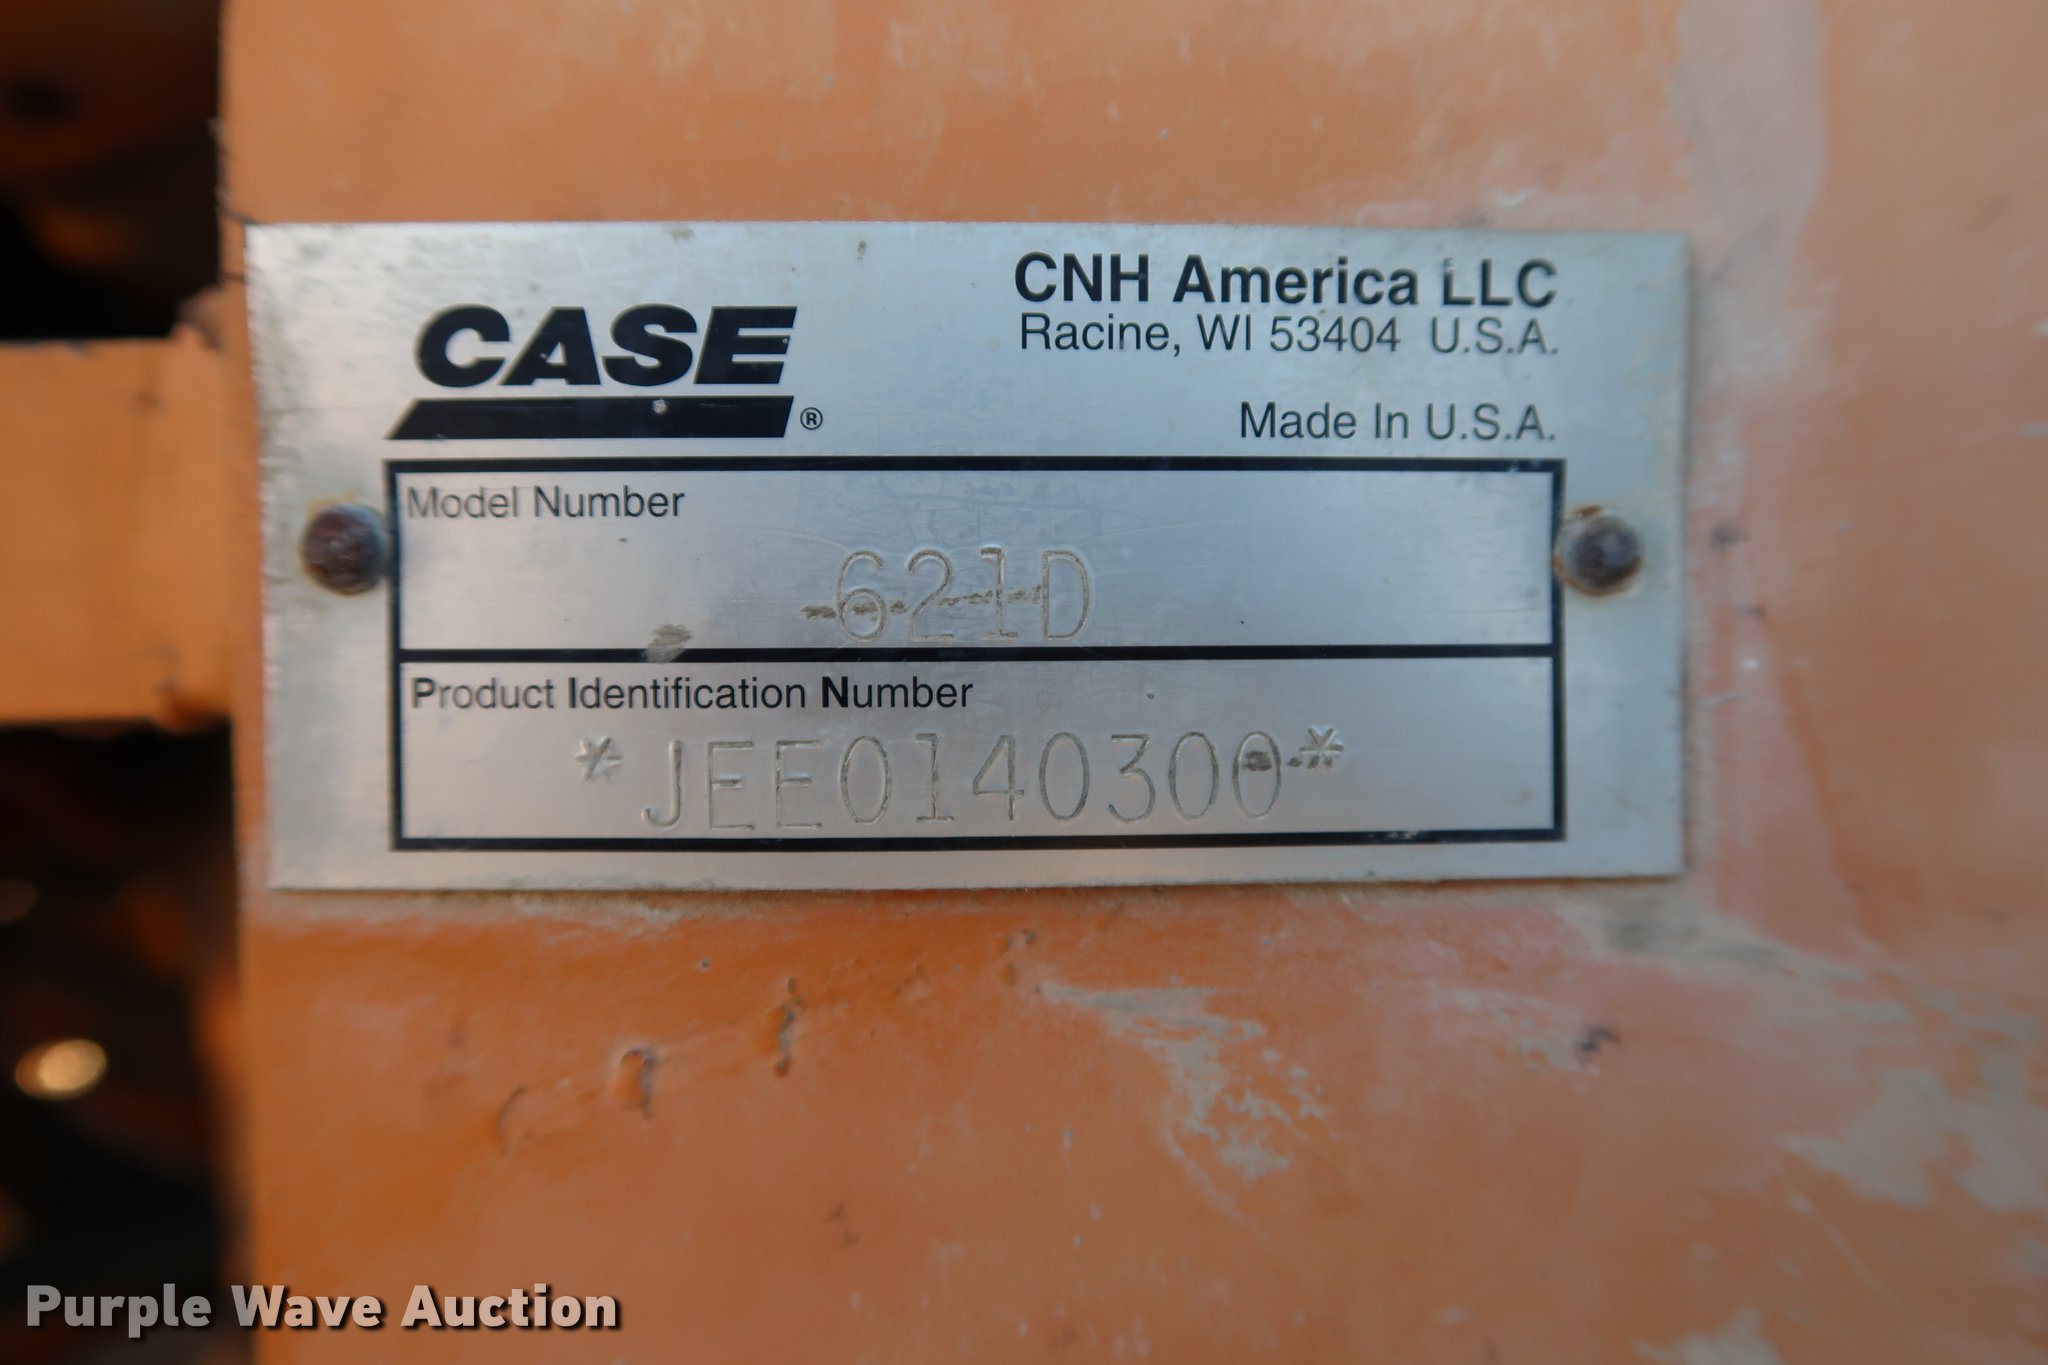 CASE®
CNH America LLC
Racine, WI 53404 U.S.A.
Made In U.S.A.
Model Number
621D
Product Identification Number
*JEE0140300*
Purple Wave Auction